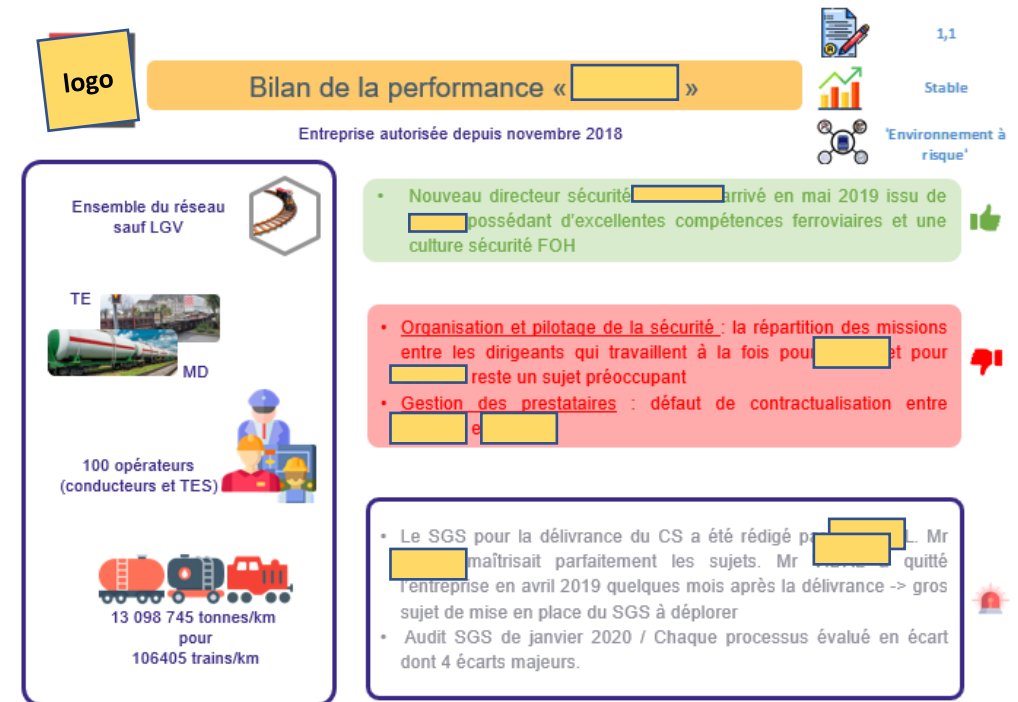 logo
Bilan de la performance « »
Entreprise autorisée depuis novembre 2018
1,1
Stable
'Environnement à
risque'
Ensemble du réseau
sauf LGV
TE
MD
100 opérateurs
(conducteurs et TES)
13 098 745 tonnes/km
pour
106405 trains/km
• Nouveau directeur sécurité arrivé en mai 2019 issu de
possédant d'excellentes compétences ferroviaires et une
culture sécurité FOH
• Organisation et pilotage de la sécurité : la répartition des missions
entre les dirigeants qui travaillent à la fois pour et pour
reste un sujet préoccupant
• Gestion des prestataires : défaut de contractualisation entre
• Le SGS pour la délivrance du CS a été rédigé L. Mr
maîtrisait parfaitement les sujets. Mr quitté
l'entreprise en avril 2019 quelques mois après la délivrance -> gros
sujet de mise en place du SGS à déplorer
• Audit SGS de janvier 2020 / Chaque processus évalué en écart
dont 4 écarts majeurs.